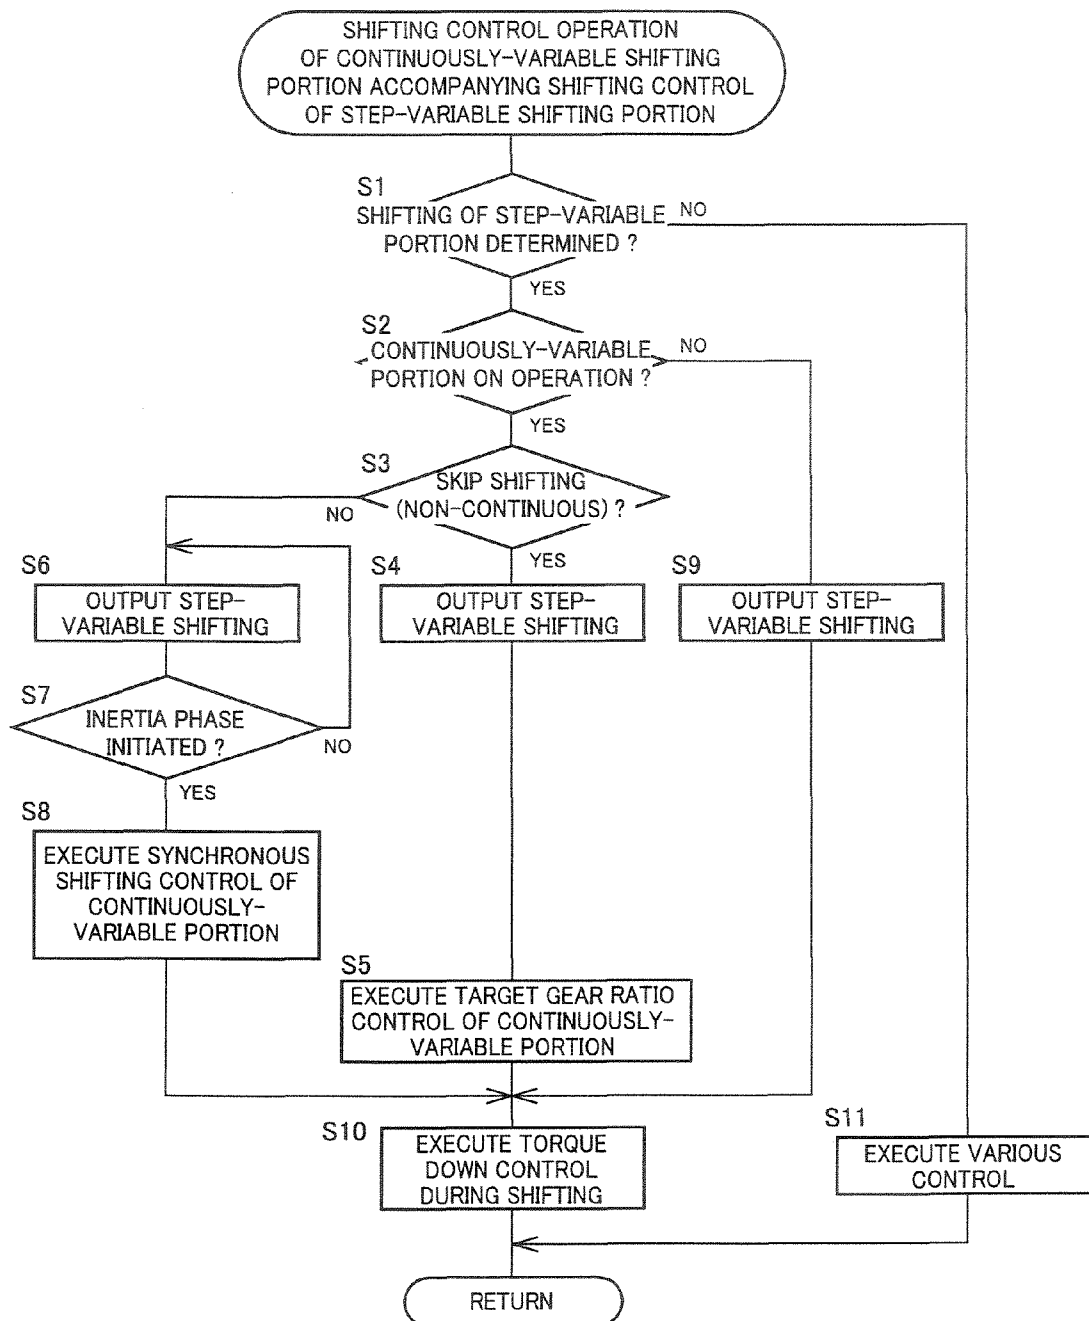 SHIFTING CONTROL OPERATION
OF CONTINUOUSLY-VARIABLE SHIFTING
PORTION ACCOMPANYING SHIFTING CONTROL
OF STEP-VARIABLE SHIFTING PORTION
S1
SHIFTING OF STEP-VARIABLE
PORTION DETERMINED ?
NO
YES
S2
CONTINUOUSLY-VARIABLE
PORTION ON OPERATION ?
NO
YES
S3
SKIP SHIFTING
(NON-CONTINUOUS) ?
NO
YES
S6
OUTPUT STEP-
VARIABLE SHIFTING
S4
OUTPUT STEP-
VARIABLE SHIFTING
S9
OUTPUT STEP-
VARIABLE SHIFTING
S7
INERTIA PHASE
INITIATED ?
NO
YES
S8
EXECUTE SYNCHRONOUS
SHIFTING CONTROL OF
CONTINUOUSLY-
VARIABLE PORTION
S5
EXECUTE TARGET GEAR RATIO
CONTROL OF CONTINUOUSLY-
VARIABLE PORTION
S10
EXECUTE TORQUE
DOWN CONTROL
DURING SHIFTING
S11
EXECUTE VARIOUS
CONTROL
RETURN